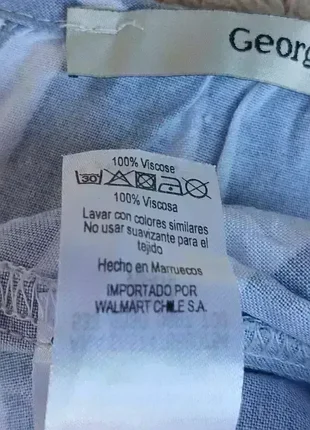 Georg
100% Viscose
30
100% Viscosa
Lavar con colores similares
No usar suavizante para el
tejido
Hecho en Marruecos
IMPORTADO POR
WALMART CHILE S.A.